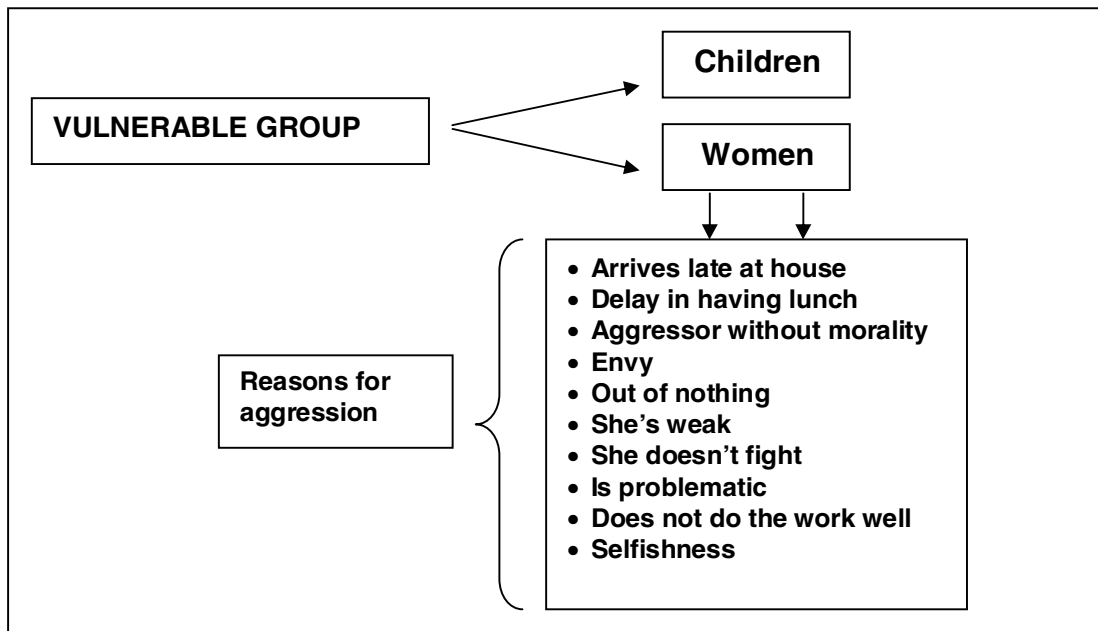 Children
VULNERABLE GROUP
Women
Reasons for
aggression
• Arrives late at house
• Delay in having lunch
• Aggressor without morality
• Envy
• Out of nothing
• She’s weak
• She doesn’t fight
• Is problematic
• Does not do the work well
• Selfishness